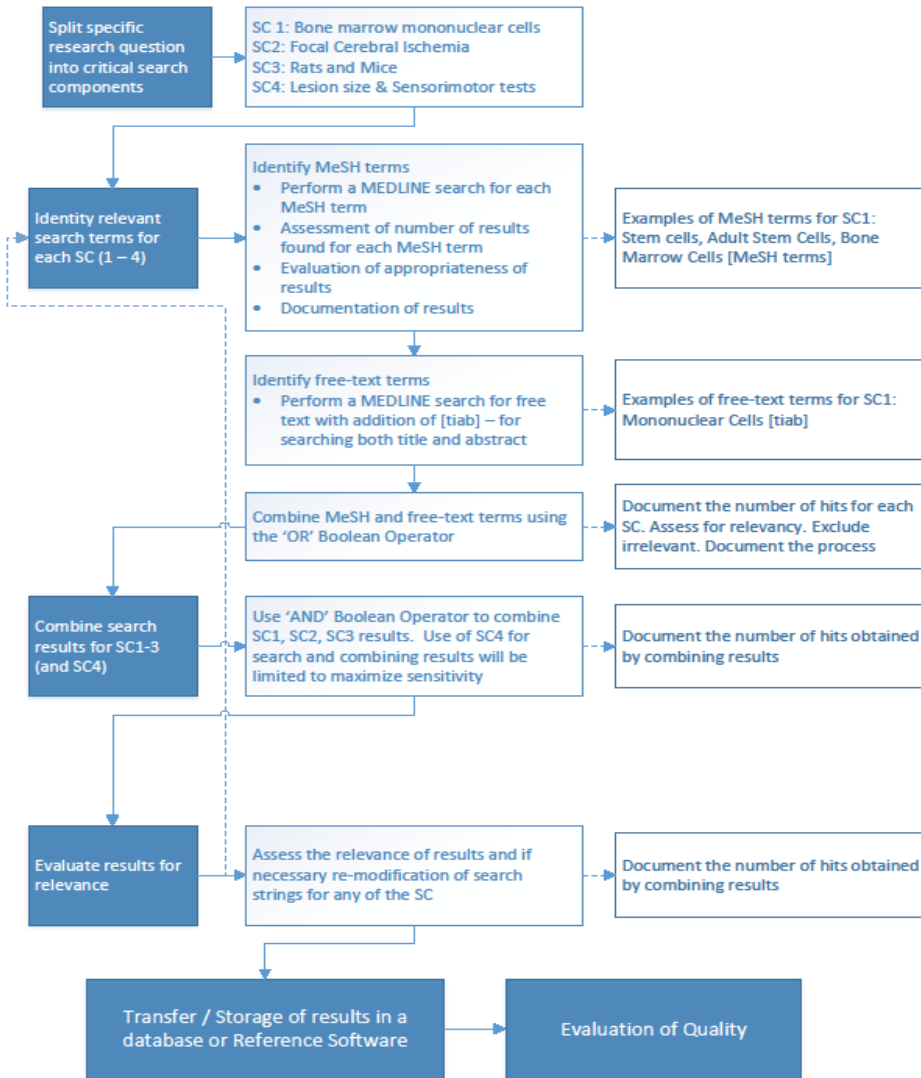 Split specific
research question
into critical search
components
SC 1: Bone marrow mononuclear cells
SC2: Focal Cerebral Ischemia
SC3: Rats and Mice
SC4: Lesion size & Sensorimotor tests
Identity relevant
search terms for
each SC (1 – 4)
Identify MeSH terms
• Perform a MEDLINE search for each
MeSH term
• Assessment of number of results
found for each MeSH term
• Evaluation of appropriateness of
results
• Documentation of results
Examples of MeSH terms for SC1:
Stem cells, Adult Stem Cells, Bone
Marrow Cells [MeSH terms]
Identify free-text terms
• Perform a MEDLINE search for free
text with addition of [tiab] – for
searching both title and abstract
Examples of free-text terms for SC1:
Mononuclear Cells [tiab]
Combine MeSH and free-text terms using
the ‘OR’ Boolean Operator
Document the number of hits for each
SC. Assess for relevancy. Exclude
irrelevant. Document the process
Combine search
results for SC1-3
(and SC4)
Use ‘AND’ Boolean Operator to combine
SC1, SC2, SC3 results.  Use of SC4 for
search and combining results will be
limited to maximize sensitivity
Document the number of hits obtained
by combining results
Evaluate results for
relevance
Assess the relevance of results and if
necessary re-modification of search
strings for any of the SC
Document the number of hits obtained
by combining results
Transfer / Storage of results in a
database or Reference Software
Evaluation of Quality